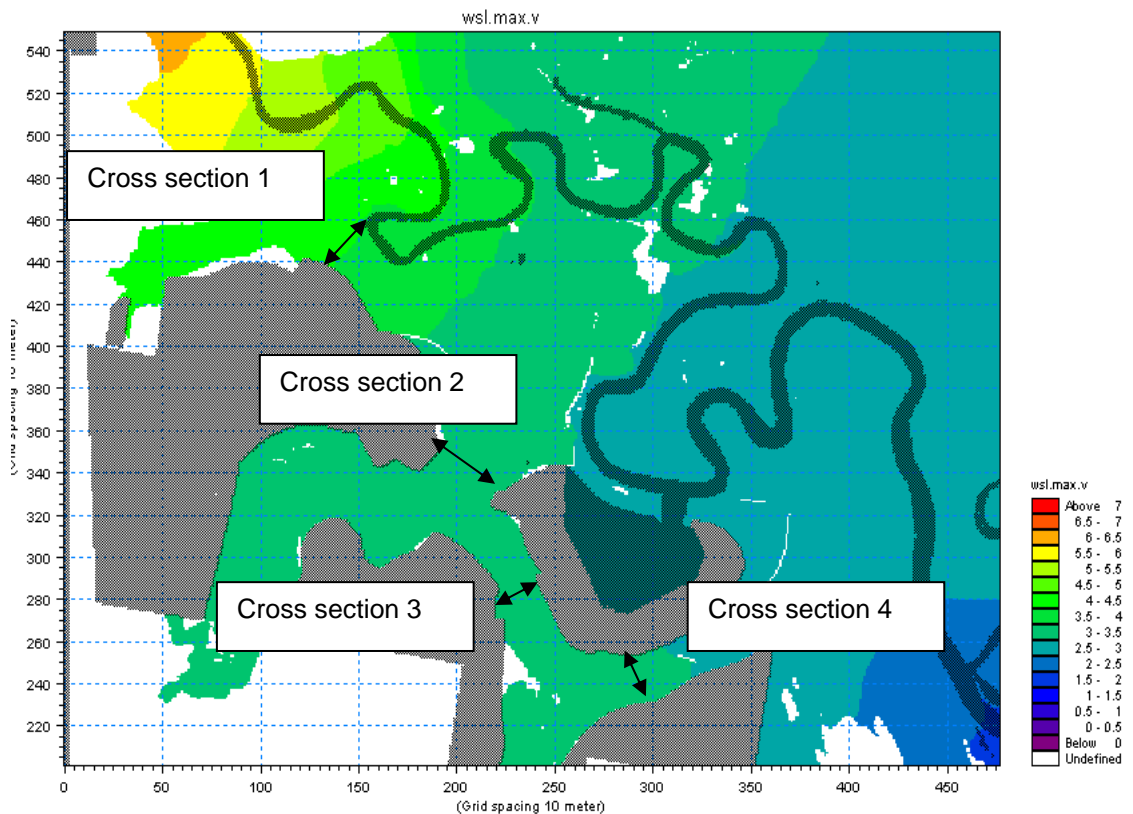 wsl.max.v
540
520
500
480
460
440
420
400
380
360
340
320
300
280
260
240
220
Cross section 1
Cross section 2
Cross section 3
Cross section 4
0 50 100 150 200 250 300 350 400 450
(Grid spacing 10 meter)
(Grid spacing 10 meter)
wsl.max.v
Above 7
6.5 - 7
6 - 6.5
5.5 - 6
5 - 5.5
4.5 - 5
4 - 4.5
3.5 - 4
3 - 3.5
2.5 - 3
2 - 2.5
1.5 - 2
1 - 1.5
0.5 - 1
0 - 0.5
Below 0
Undefined